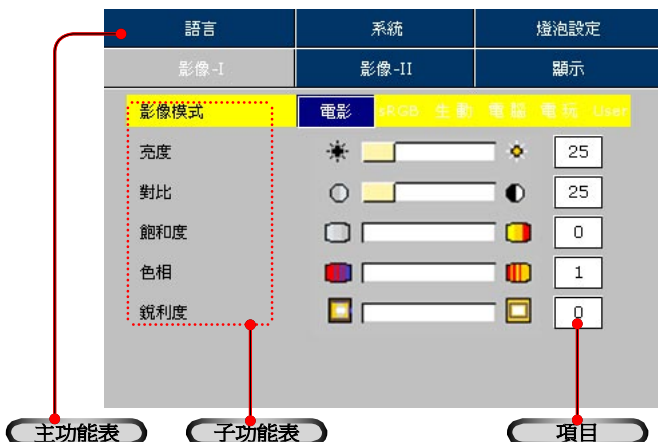 語言 系統 燈泡設定
影像-I 影像-II 顯示
影像模式 電影 sRGB 生動 電腦 電玩 User
亮度 25
對比 25
飽和度 0
色相 1
銳利度 0
主功能表 子功能表 項目